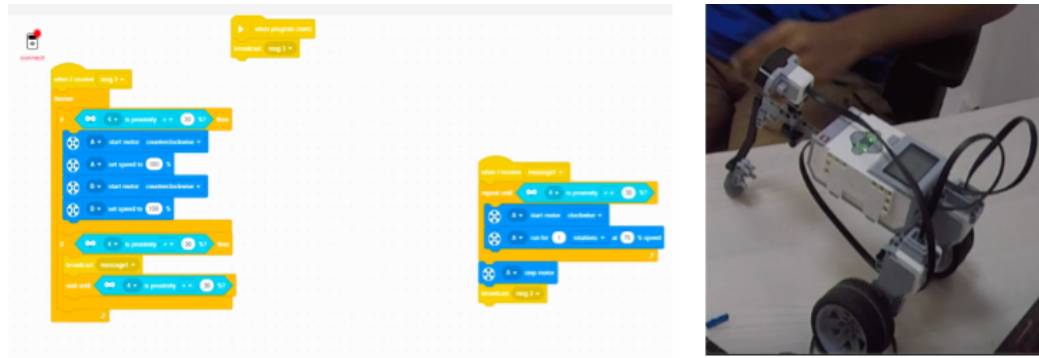 connect
when program starts
broadcast msg 2
when I receive msg 2
forever
if 4 is proximity 30 %? then
A start motor counterclockwise
A set speed to 100 %
D start motor counterclockwise
D set speed to 100 %
if 4 is proximity 30 %? then
broadcast message1
wait until 4 is proximity 30 %?
when I receive message1
repeat until 4 is proximity 30 %?
A start motor clockwise
A run for 1 rotations at 75 % speed
A stop motor
broadcast msg 2